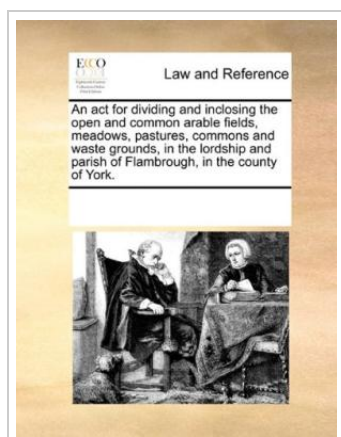 ECCO
Law and Reference
An act for dividing and inclosing the
open and common arable fields,
meadows, pastures, commons and
waste grounds, in the lordship and
parish of Flambrough, in the county
of York.